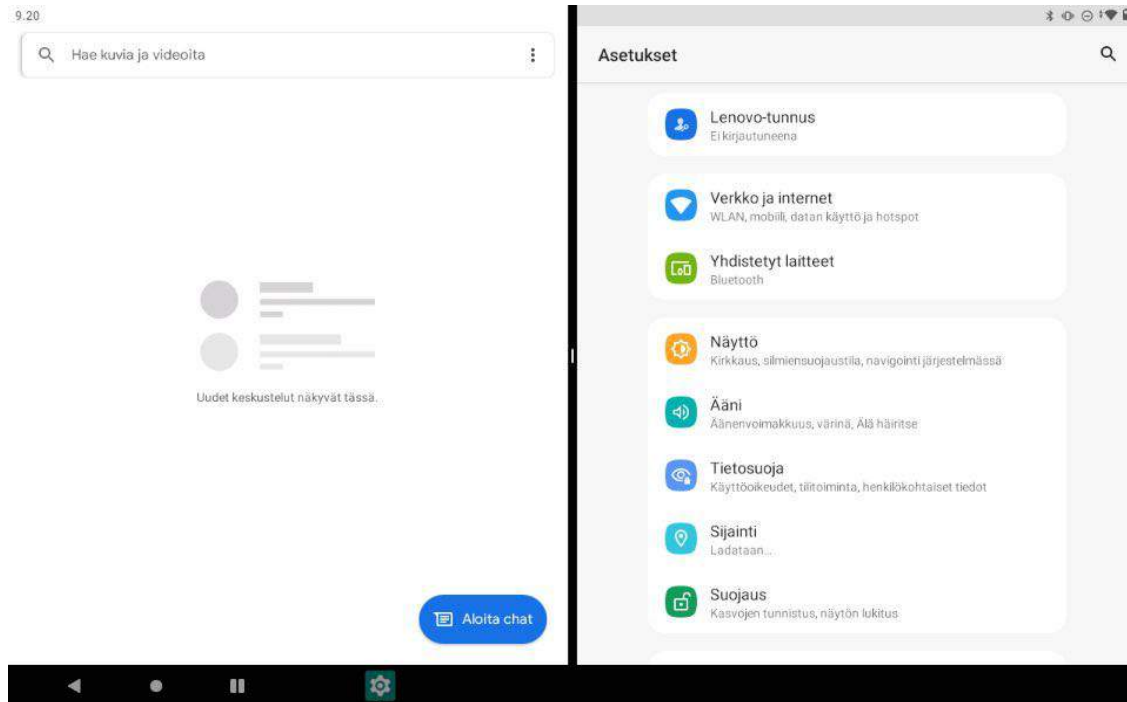 9.20
Hae kuvia ja videoita
Uudet keskustelut näkyvät tässä.
Aloita chat
Asetukset
Lenovo-tunnus
Ei kirjautuneena
Verkko ja internet
WLAN, mobiili, datan käyttö ja hotspot
Yhdistetyt laitteet
Bluetooth
Näyttö
Kirkkaus, silmiensuojaustila, navigointi järjestelmässä
Ääni
Äänenvoimakkuus, värinä, Älä häiritse
Tietosuoja
Käyttöoikeudet, tilitoiminta, henkilökohtaiset tiedot
Sijainti
Ladataan...
Suojaus
Kasvojen tunnistus, näytön lukitus